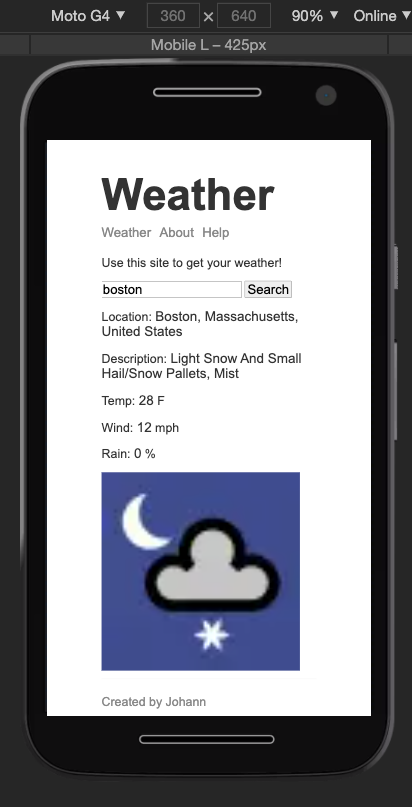 Moto G4 ▼ 360 × 640 90% ▼ Online ▼
Mobile L – 425px
Weather
Weather About Help
Use this site to get your weather!
boston Search
Location: Boston, Massachusetts,
United States
Description: Light Snow And Small
Hail/Snow Pallets, Mist
Temp: 28 F
Wind: 12 mph
Rain: 0 %
Created by Johann